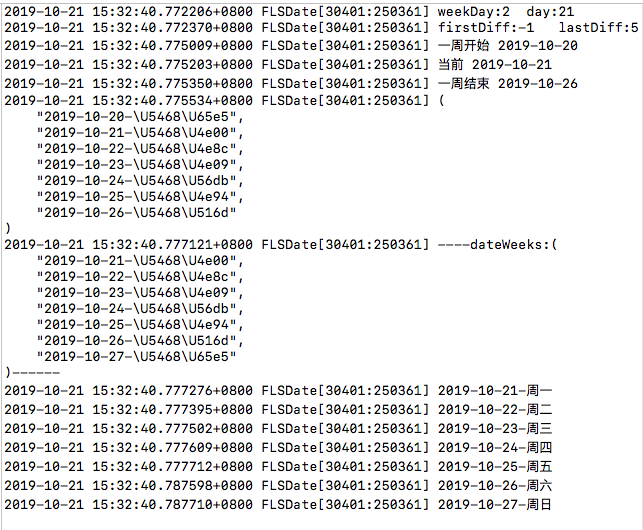 2019-10-21 15:32:40.772206+0800 FLSDate[30401:250361] weekDay:2  day:21
2019-10-21 15:32:40.772370+0800 FLSDate[30401:250361] firstDiff:-1   lastDiff:5
2019-10-21 15:32:40.775009+0800 FLSDate[30401:250361] 一周开始 2019-10-20
2019-10-21 15:32:40.775203+0800 FLSDate[30401:250361] 当前 2019-10-21
2019-10-21 15:32:40.775350+0800 FLSDate[30401:250361] 一周结束 2019-10-26
2019-10-21 15:32:40.775534+0800 FLSDate[30401:250361] (
    "2019-10-20-\U5468\U65e5",
    "2019-10-21-\U5468\U4e00",
    "2019-10-22-\U5468\U4e8c",
    "2019-10-23-\U5468\U4e09",
    "2019-10-24-\U5468\U56db",
    "2019-10-25-\U5468\U4e94",
    "2019-10-26-\U5468\U516d"
)
2019-10-21 15:32:40.777121+0800 FLSDate[30401:250361] ----dateWeeks:(
    "2019-10-21-\U5468\U4e00",
    "2019-10-22-\U5468\U4e8c",
    "2019-10-23-\U5468\U4e09",
    "2019-10-24-\U5468\U56db",
    "2019-10-25-\U5468\U4e94",
    "2019-10-26-\U5468\U516d",
    "2019-10-27-\U5468\U65e5"
)------
2019-10-21 15:32:40.777276+0800 FLSDate[30401:250361] 2019-10-21-周一
2019-10-21 15:32:40.777395+0800 FLSDate[30401:250361] 2019-10-22-周二
2019-10-21 15:32:40.777502+0800 FLSDate[30401:250361] 2019-10-23-周三
2019-10-21 15:32:40.777609+0800 FLSDate[30401:250361] 2019-10-24-周四
2019-10-21 15:32:40.777712+0800 FLSDate[30401:250361] 2019-10-25-周五
2019-10-21 15:32:40.787598+0800 FLSDate[30401:250361] 2019-10-26-周六
2019-10-21 15:32:40.787710+0800 FLSDate[30401:250361] 2019-10-27-周日